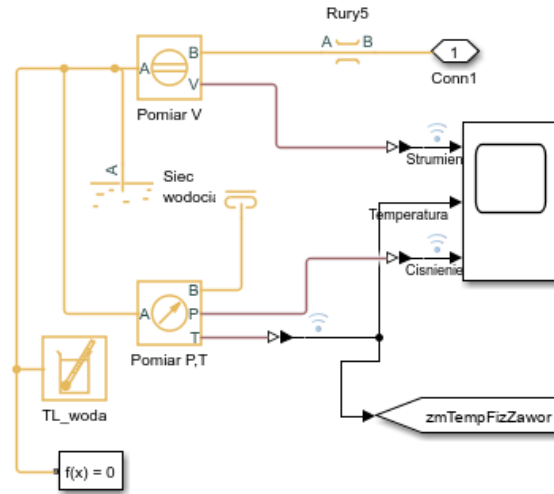 Rury5
A B
B
A
V
1
Conn1
Pomiar V
Strumien
A
Siec
wodocia
Temperatura
B
A P
T
Cisnienie
Pomiar P,T
TL_woda
zmTempFizZawor
f(x) = 0